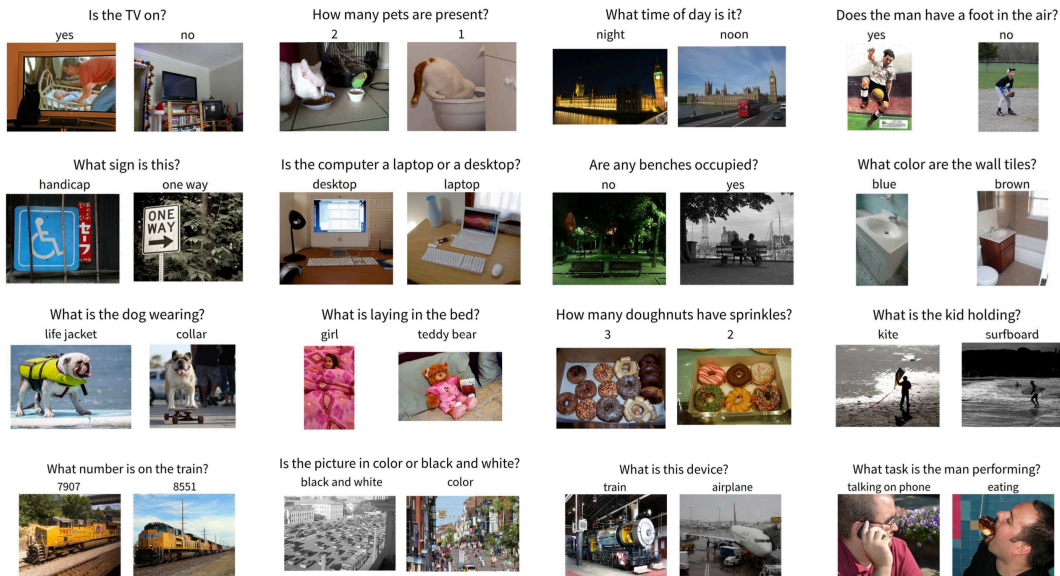 Is the TV on?
yes no
How many pets are present?
2 1
What time of day is it?
night noon
Does the man have a foot in the air?
yes no
What sign is this?
handicap one way
セーフ
ONE
WAY
Is the computer a laptop or a desktop?
desktop laptop
Are any benches occupied?
no yes
What color are the wall tiles?
blue brown
What is the dog wearing?
life jacket collar
What is laying in the bed?
girl teddy bear
How many doughnuts have sprinkles?
3 2
What is the kid holding?
kite surfboard
What number is on the train?
7907 8551
7907
Is the picture in color or black and white?
black and white color
What is this device?
train airplane
What task is the man performing?
talking on phone eating